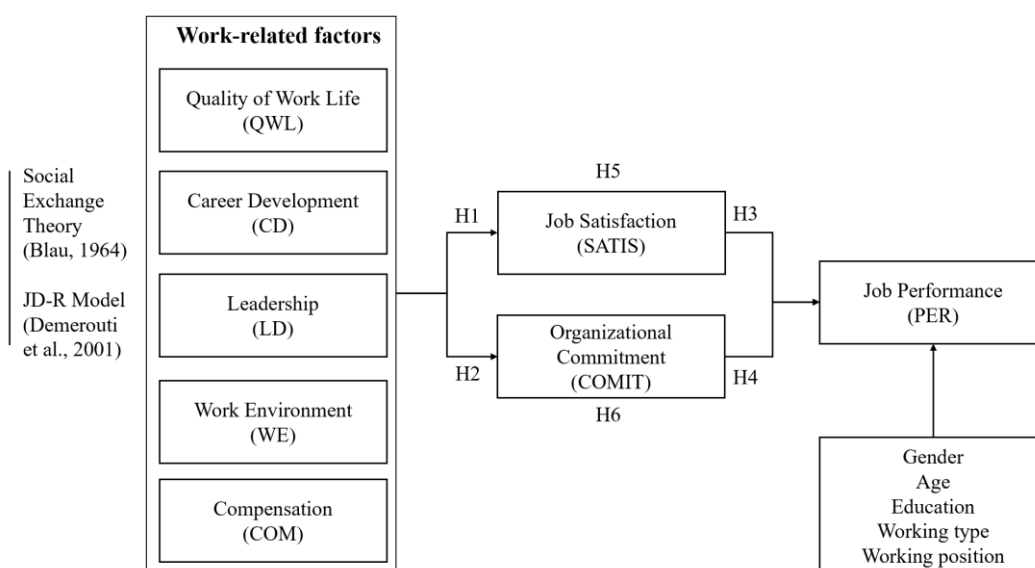 Work-related factors
Quality of Work Life
(QWL)
Career Development
(CD)
Leadership
(LD)
Work Environment
(WE)
Compensation
(COM)
Social
Exchange
Theory
(Blau, 1964)
JD-R Model
(Demerouti
et al., 2001)
H1
H2
H5
Job Satisfaction
(SATIS)
Organizational
Commitment
(COMIT)
H6
H3
H4
Job Performance
(PER)
Gender
Age
Education
Working type
Working position